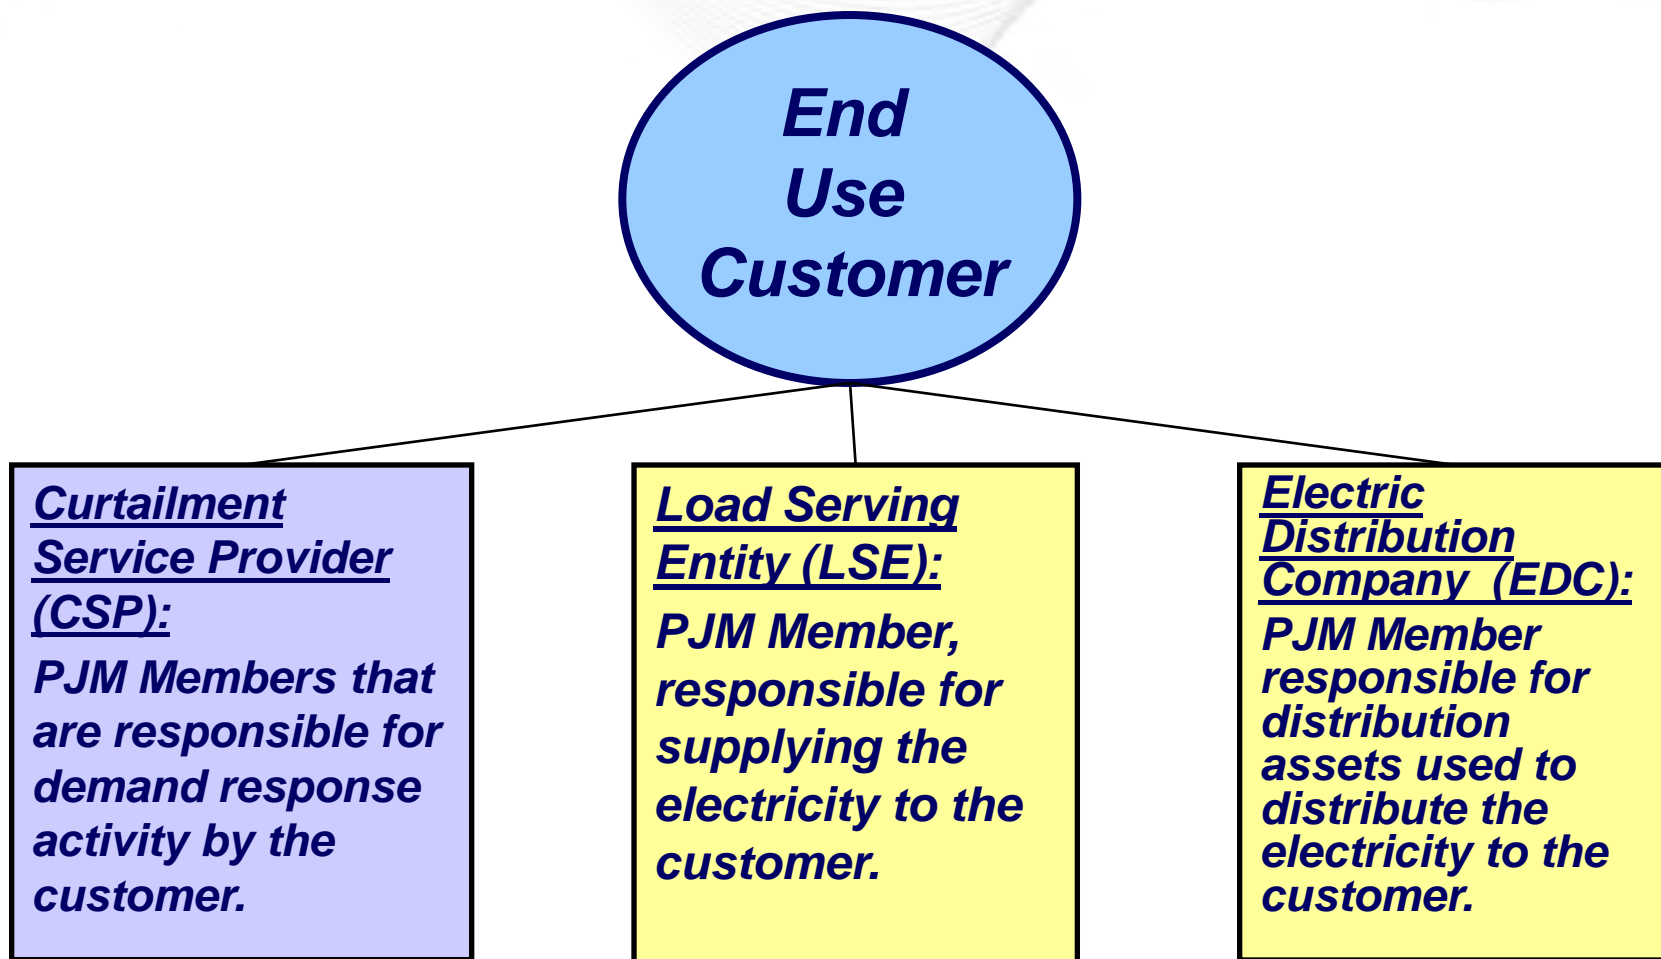 End
Use
Customer
Curtailment
Service Provider
(CSP):
PJM Members that
are responsible for
demand response
activity by the
customer.
Load Serving
Entity (LSE):
PJM Member,
responsible for
supplying the
electricity to the
customer.
Electric
Distribution
Company (EDC):
PJM Member
responsible for
distribution
assets used to
distribute the
electricity to the
customer.